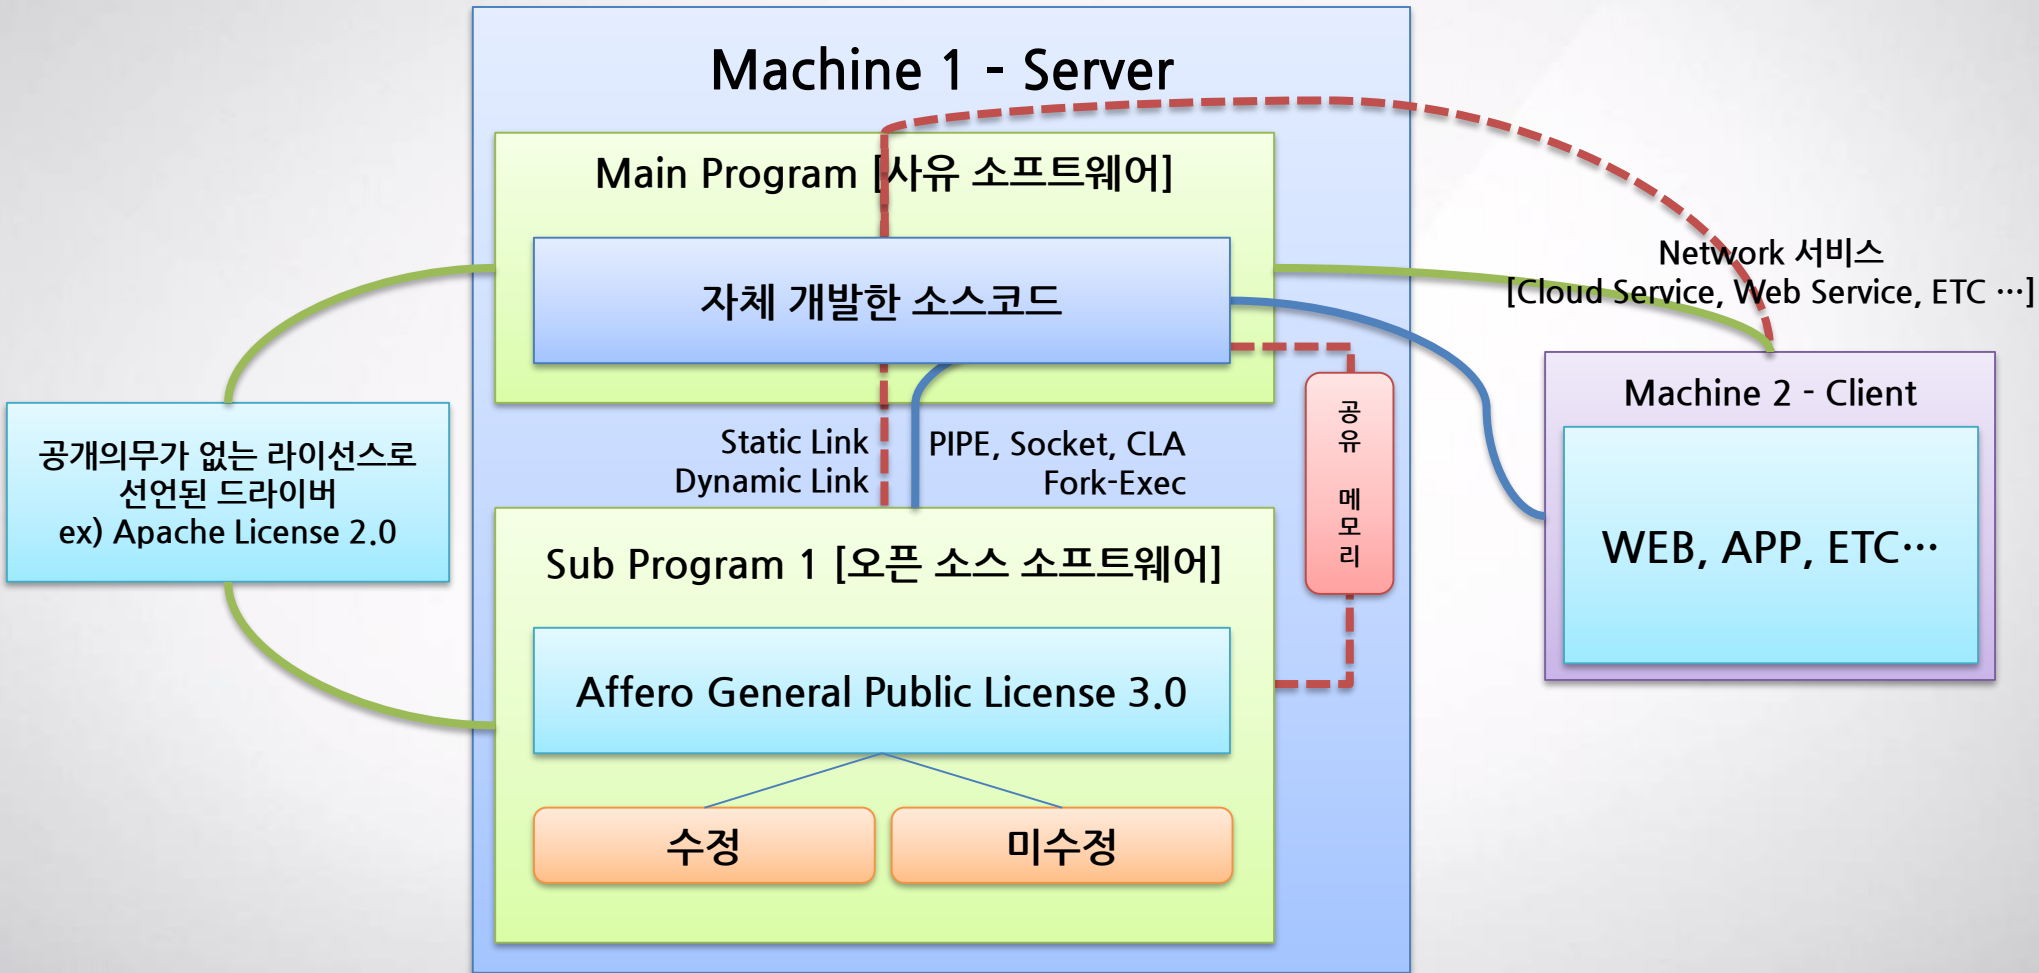 Machine 1 - Server
Main Program [사유 소프트웨어]
자체 개발한 소스코드
Network 서비스
[Cloud Service, Web Service, ETC …]
Machine 2 - Client
WEB, APP, ETC…
공개의무가 없는 라이선스로
선언된 드라이버
ex) Apache License 2.0
Static Link
Dynamic Link
PIPE, Socket, CLA
Fork-Exec
공유 메모리
Sub Program 1 [오픈 소스 소프트웨어]
Affero General Public License 3.0
수정
미수정